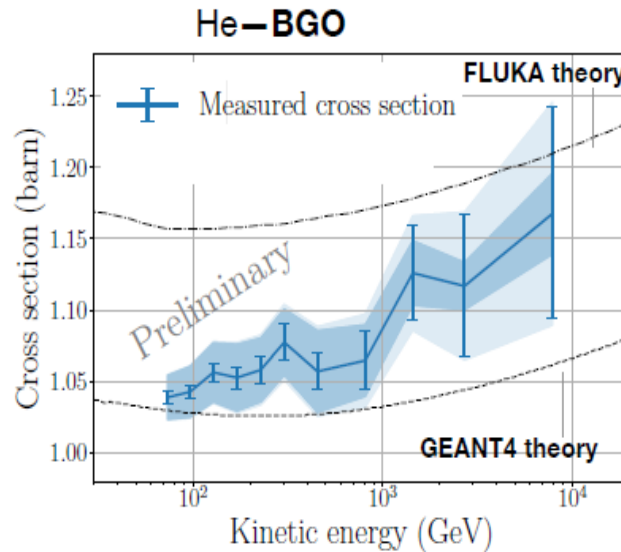 He—BGO
FLUKA theory
Measured cross section
Preliminary
GEANT4 theory
Cross section (barn)
1.25
1.20
1.15
1.10
1.05
1.00
10²
10³
10⁴
Kinetic energy (GeV)